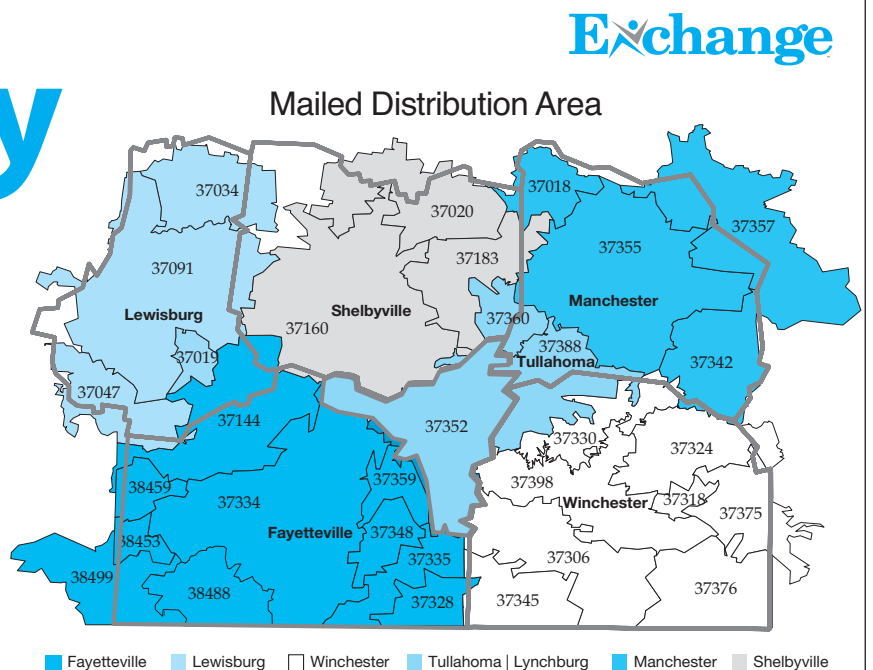 Exchange
y
Mailed Distribution Area
37034
37018
37020
37357
37355
37183
37091
Manchester
Lewisburg
Shelbyville
37160
37360
37388
37019
Tullahoma
37342
37047
37144
37352
37330
37324
37359
38459
37398
37318
37334
Winchester
37375
Fayetteville
37348
38453
37335
37306
38499
38488
37328
37345
37376
Fayetteville
Lewisburg
Winchester
Tullahoma | Lynchburg
Manchester
Shelbyville